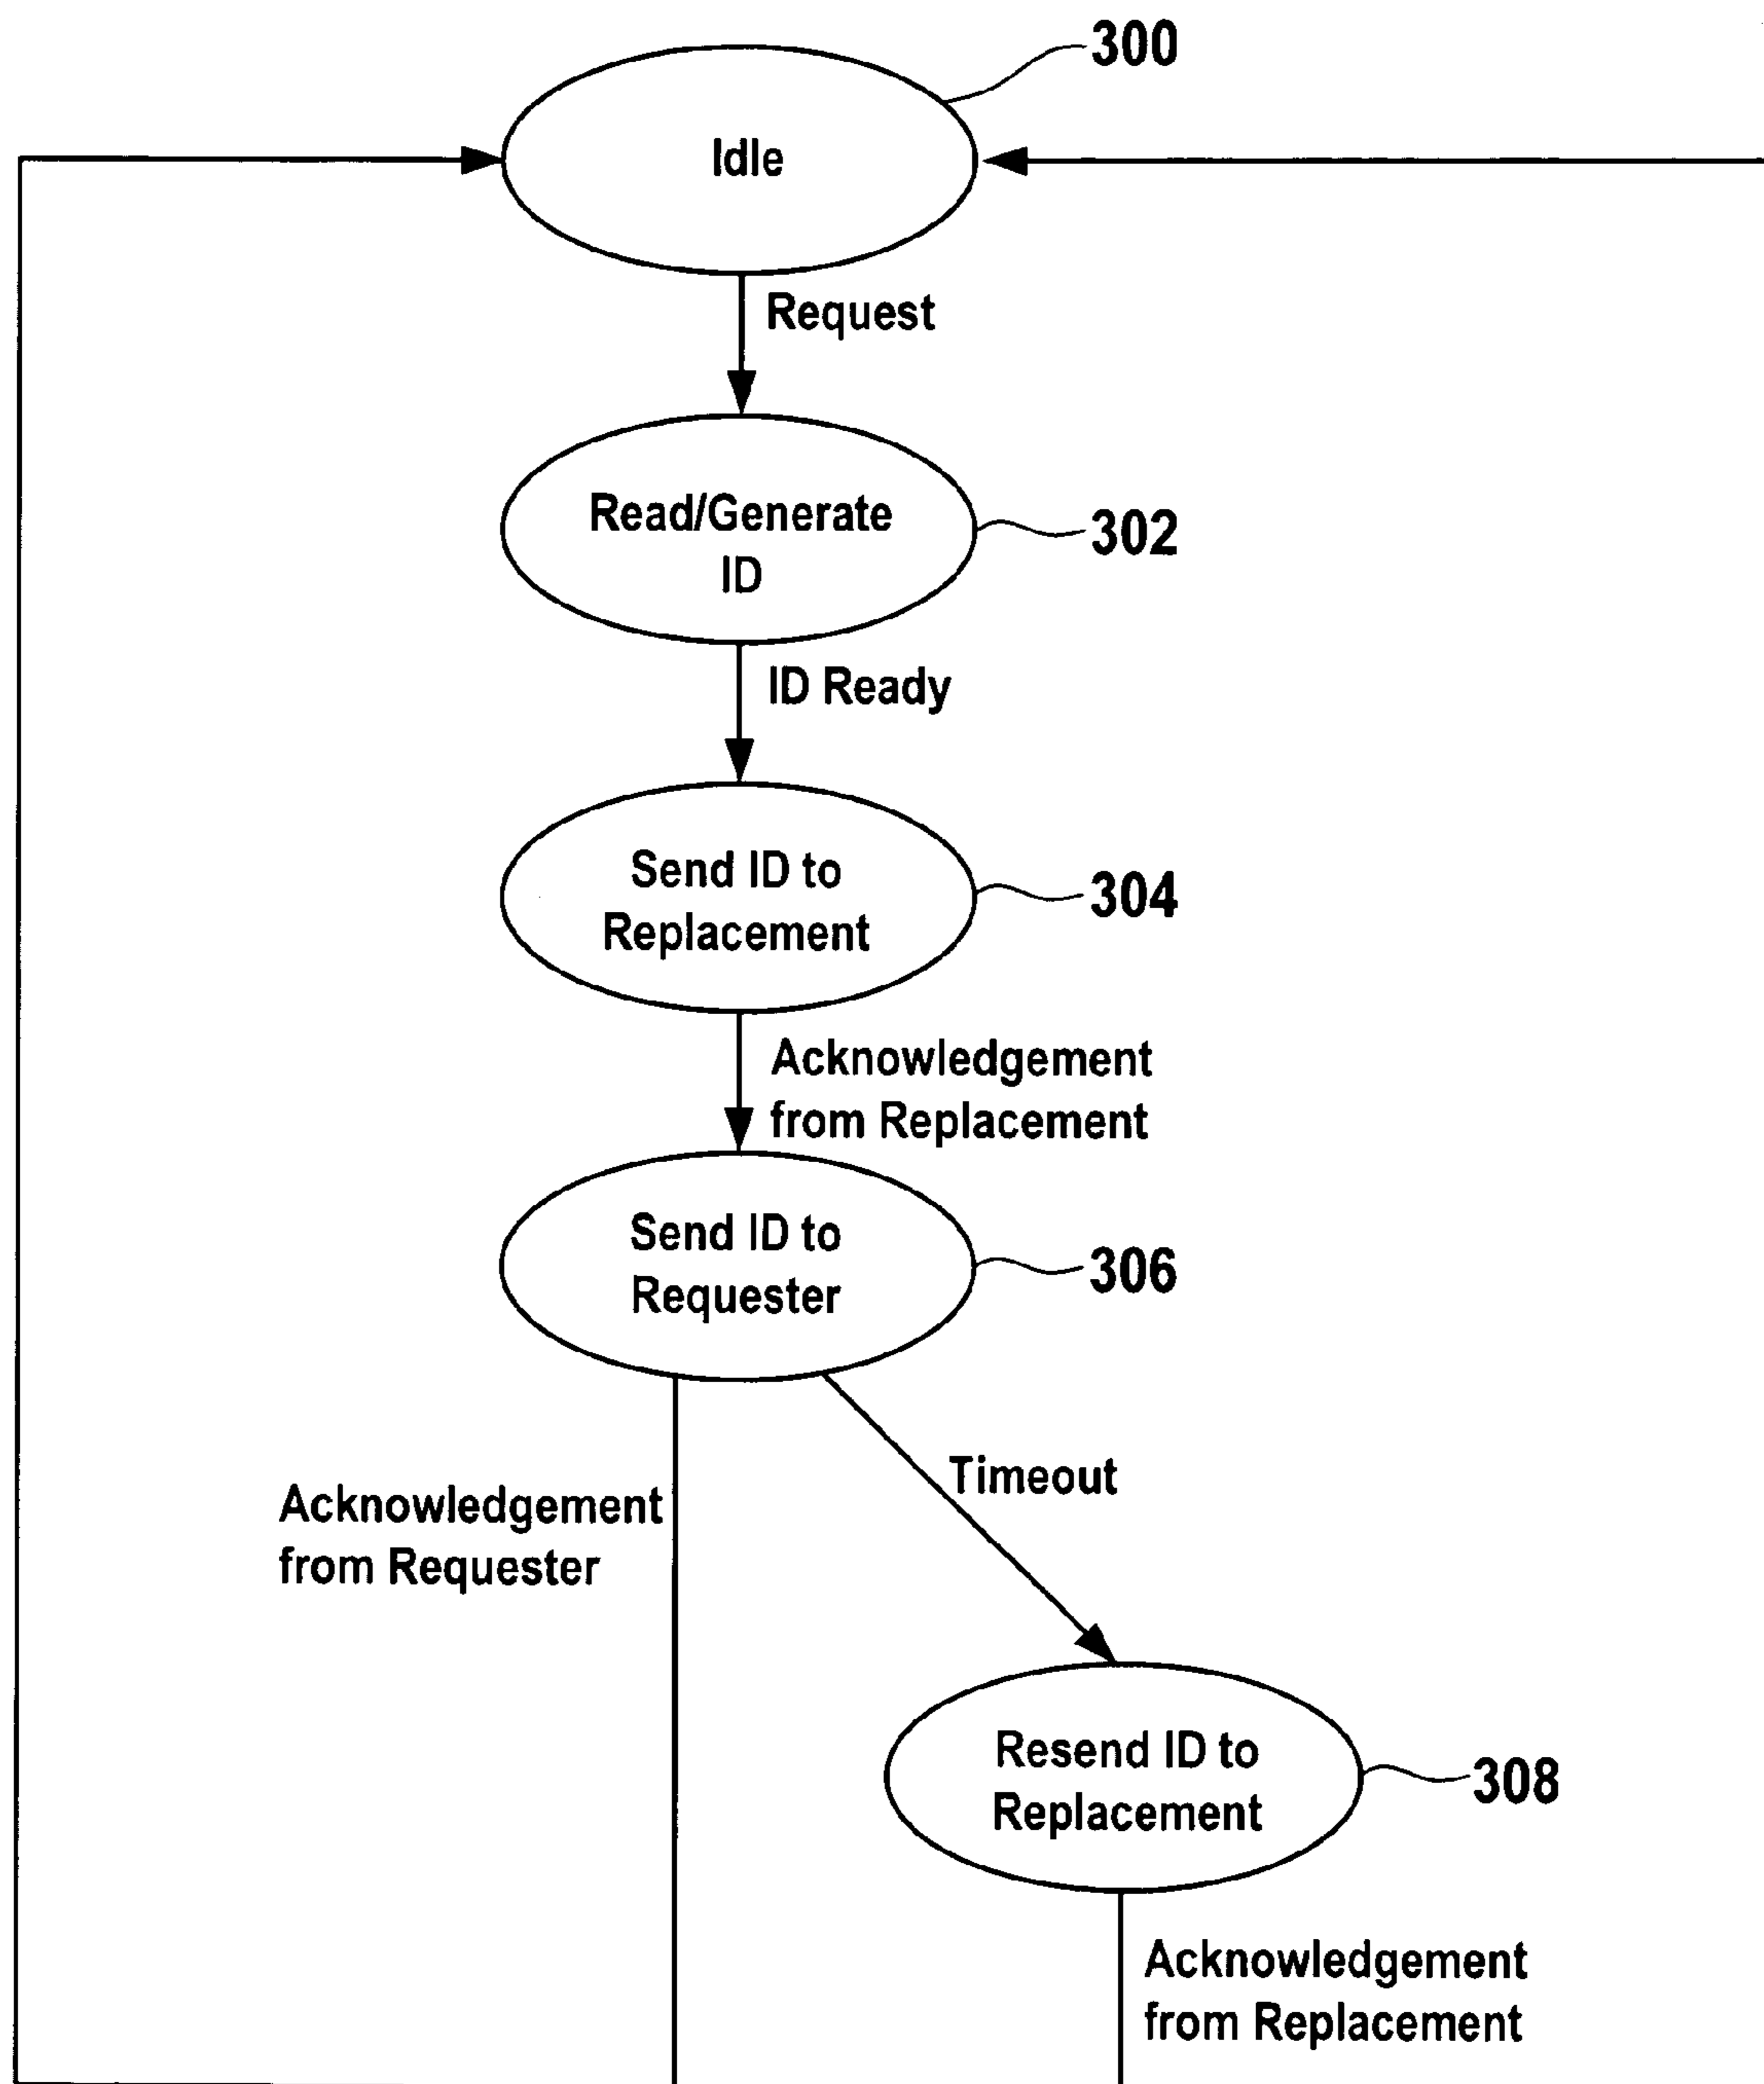 300
Idle
Request
Read/Generate
ID
302
ID Ready
Send ID to
Replacement
304
Acknowledgement
from Replacement
Send ID to
Requester
306
Timeout
Acknowledgement
from Requester
Resend ID to
Replacement
308
Acknowledgement
from Replacement